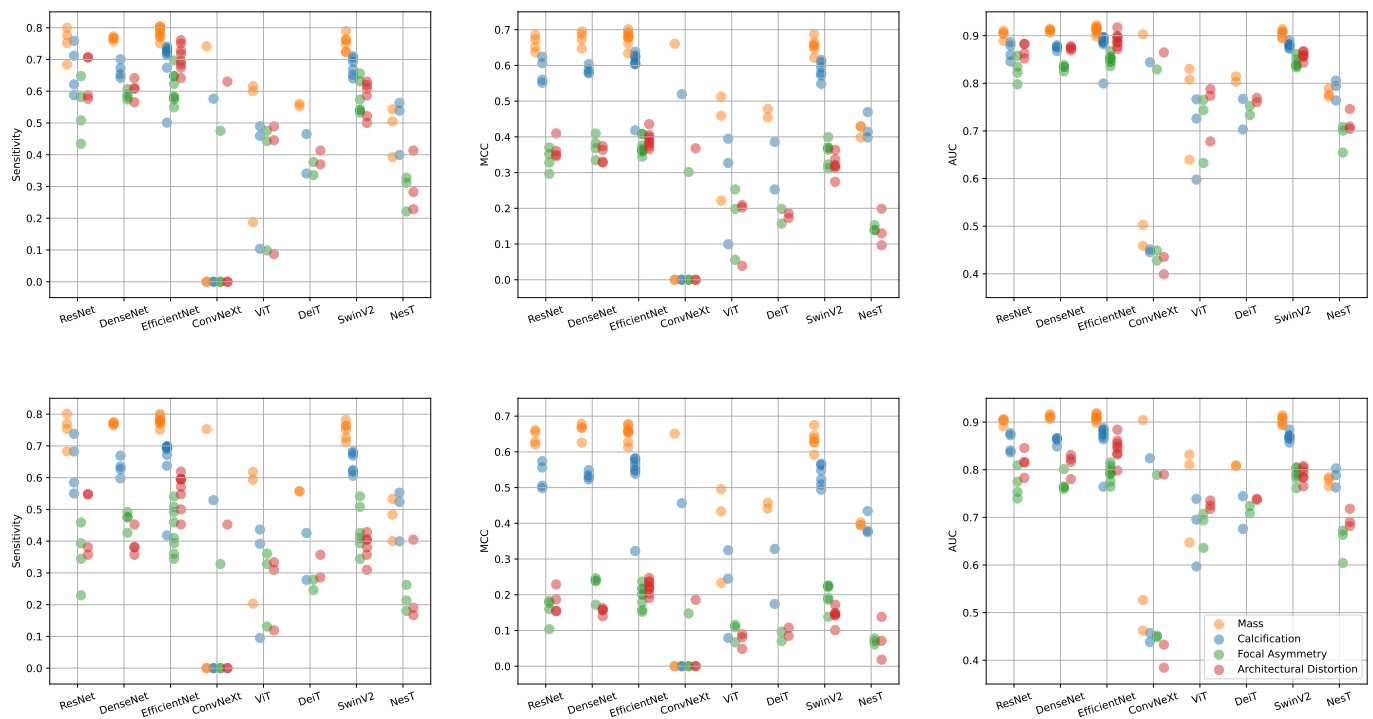 Sensitivity
0.8
0.7
0.6
0.5
0.4
0.3
0.2
0.1
0.0
ResNet DenseNet EfficientNet ConvNeXt ViT DeiT SwinV2 NesT
MCC
0.7
0.6
0.5
0.4
0.3
0.2
0.1
0.0
ResNet DenseNet EfficientNet ConvNeXt ViT DeiT SwinV2 NesT
AUC
0.9
0.8
0.7
0.6
0.5
0.4
ResNet DenseNet EfficientNet ConvNeXt ViT DeiT SwinV2 NesT
Sensitivity
0.8
0.7
0.6
0.5
0.4
0.3
0.2
0.1
0.0
ResNet DenseNet EfficientNet ConvNeXt ViT DeiT SwinV2 NesT
MCC
0.7
0.6
0.5
0.4
0.3
0.2
0.1
0.0
ResNet DenseNet EfficientNet ConvNeXt ViT DeiT SwinV2 NesT
AUC
0.9
0.8
0.7
0.6
0.5
0.4
Mass
Calcification
Focal Asymmetry
Architectural Distortion
ResNet DenseNet EfficientNet ConvNeXt ViT DeiT SwinV2 NesT